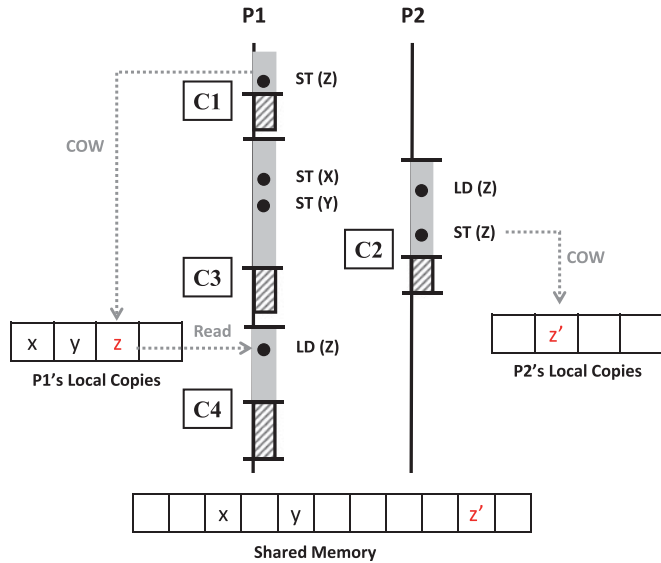 P1 P2
ST (Z)
C1
COW
ST (X)
LD (Z)
ST (Y)
ST (Z)
C2
COW
C3
x y z
Read
LD (Z)
z'
P1's Local Copies
P2's Local Copies
C4
x y z'
Shared Memory